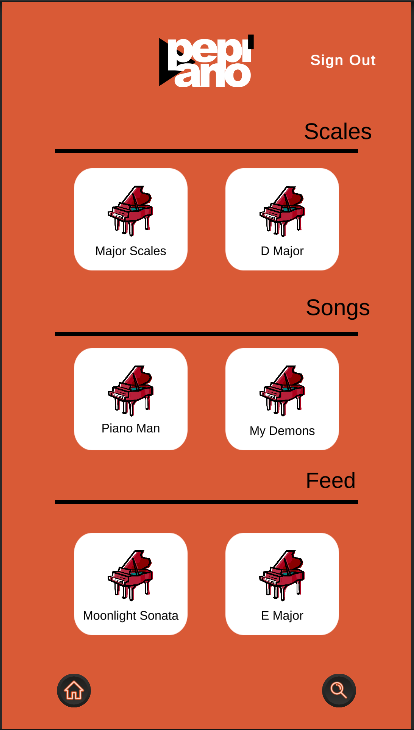 pepi
ano
Sign Out
Scales
Major Scales
D Major
Songs
Piano Man
My Demons
Feed
Moonlight Sonata
E Major